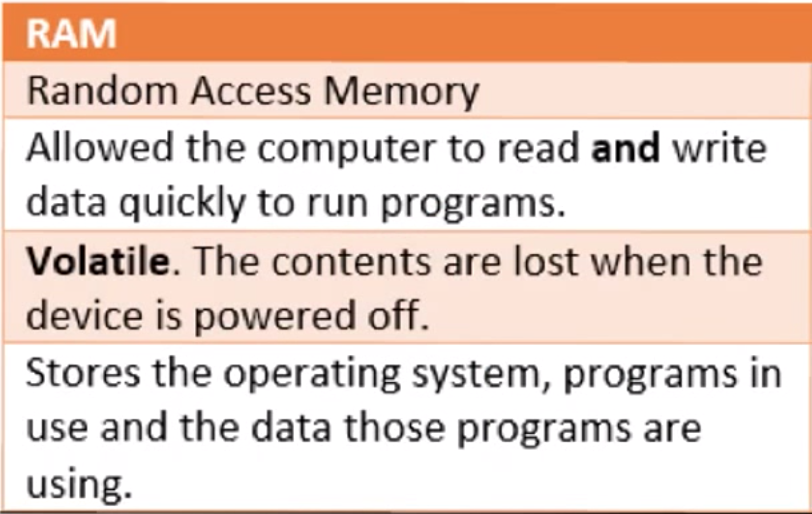 RAM
Random Access Memory
Allowed the computer to read and write
data quickly to run programs.
Volatile. The contents are lost when the
device is powered off.
Stores the operating system, programs in
use and the data those programs are
using.